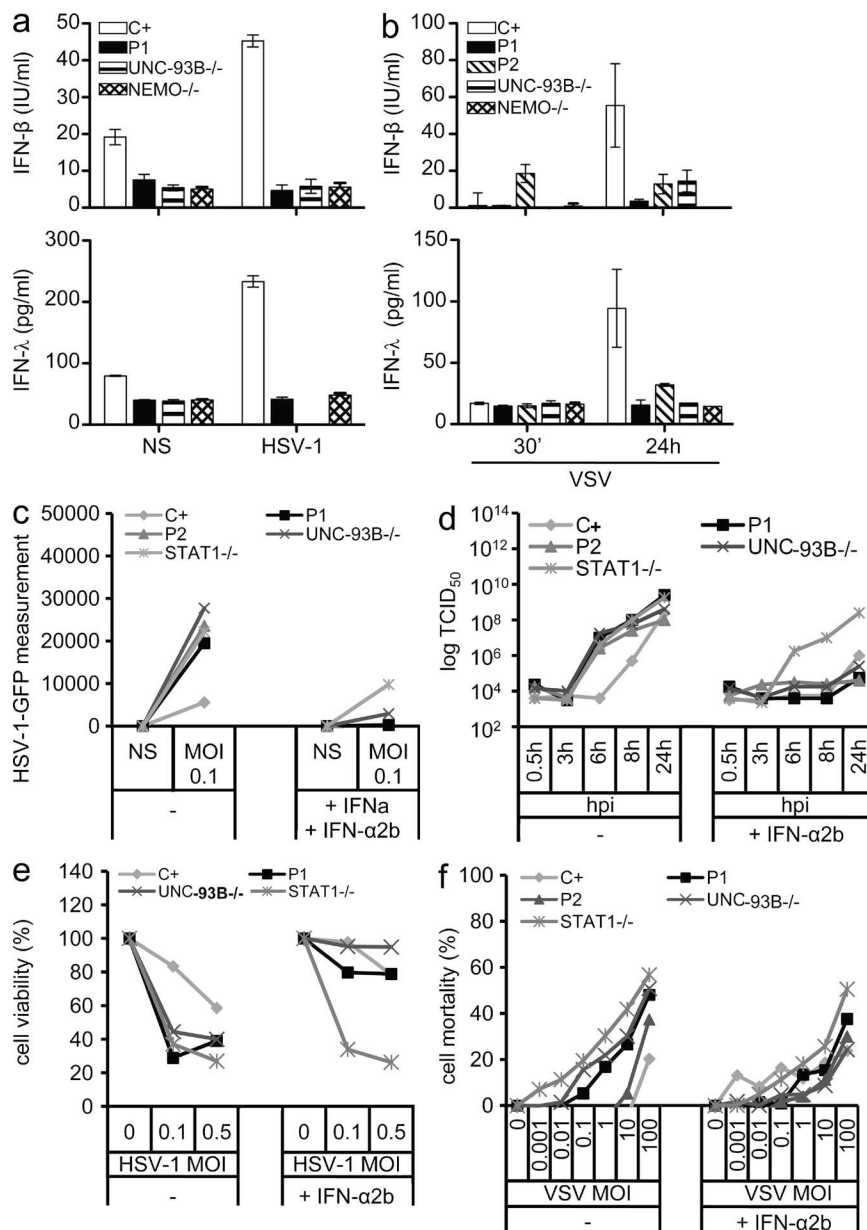 a
IFN-β (IU/ml)
50
40
30
20
10
0
C+
P1
UNC-93B-/-
NEMO-/-
IFN-λ (pg/ml)
300
200
100
0
NS
HSV-1
b
IFN-β (IU/ml)
100
80
60
40
20
0
C+
P1
P2
UNC-93B-/-
NEMO-/-
IFN-λ (pg/ml)
150
100
50
0
30'
24h
VSV
c
HSV-1-GFP measurement
50000
40000
30000
20000
10000
0
C+
P1
P2
UNC-93B-/-
STAT1-/-
NS
MOI
0.1
NS
MOI
0.1
-
+ IFNa
+ IFN-α2b
d
log TCID50
10^14
10^12
10^10
10^8
10^6
10^4
10^2
C+
P1
P2
UNC-93B-/-
STAT1-/-
0.5h
3h
6h
8h
24h
0.5h
3h
6h
8h
24h
hpi
hpi
-
+ IFN-α2b
e
cell viability (%)
140
120
100
80
60
40
20
0
C+
P1
UNC-93B-/-
STAT1-/-
0
0.1
0.5
0
0.1
0.5
HSV-1 MOI
HSV-1 MOI
-
+ IFN-α2b
f
cell mortality (%)
100
80
60
40
20
0
C+
P1
P2
UNC-93B-/-
STAT1-/-
0
0.001
0.01
0.1
1
10
100
0
0.001
0.01
0.1
1
10
100
VSV MOI
VSV MOI
-
+ IFN-α2b